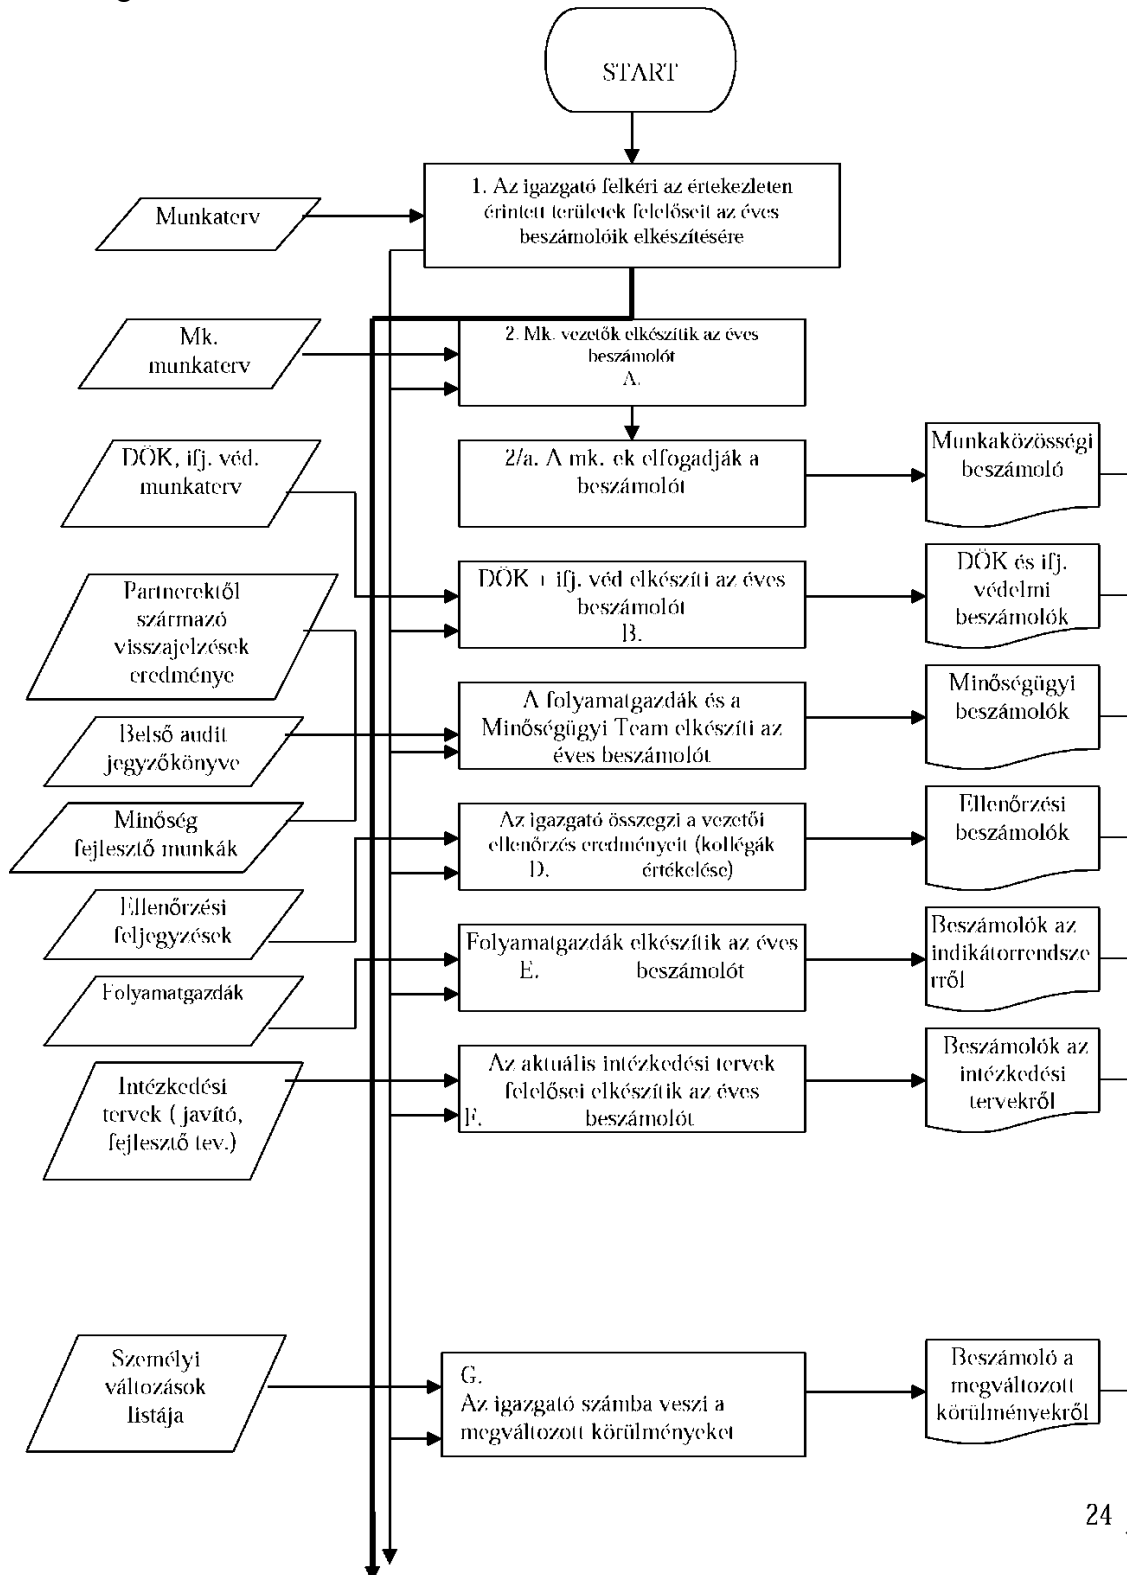 START
1. Az igazgató felkéri az értekezleten
érintett területek felelőseit az éves
beszámolóik elkészítésére
Munkaterv
Mk.
munkaterv
2. Mk. vezetők elkészítik az éves
beszámolót
A.
DÖK, ifj. véd.
munkaterv
2/a. A mk. ek elfogadják a
beszámolót
Munkaközösségi
beszámoló
Partnerektől
származó
visszajelzések
eredménye
DÖK + ifj. véd elkészíti az éves
beszámolót
B.
DÖK és ifj.
védelmi
beszámolók
Belső audit
jegyzőkönyve
A folyamatgazdák és a
Minőségügyi Team elkészíti az
éves beszámolót
Minőségügyi
beszámolók
Minőség
fejlesztő munkák
Az igazgató összegzi a vezetői
ellenőrzés eredményeit (kollégák
D. értékelése)
Ellenőrzési
beszámolók
Ellenőrzési
feljegyzések
Folyamatgazdák elkészítik az éves
E. beszámolót
Beszámolók az
indikátorrendsze
rről
Folyamatgazdák
Intézkedési
tervek ( javító,
fejlesztő tev.)
Az aktuális intézkedési tervek
felelősei elkészítik az éves
F. beszámolót
Beszámolók az
intézkedési
tervekről
Személyi
változások
listája
G.
Az igazgató számba veszi a
megváltozott körülményeket
Beszámoló a
megváltozott
körülményekről
24